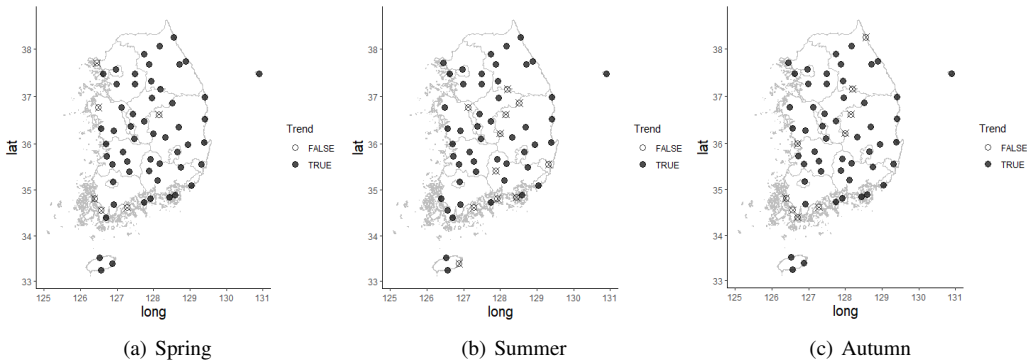 38
37
36
35
34
33
lat
125 126 127 128 129 130 131
long
Trend
FALSE
TRUE
(a) Spring
38
37
36
35
34
33
lat
125 126 127 128 129 130 131
long
Trend
FALSE
TRUE
(b) Summer
38
37
36
35
34
33
lat
125 126 127 128 129 130 131
long
Trend
FALSE
TRUE
(c) Autumn